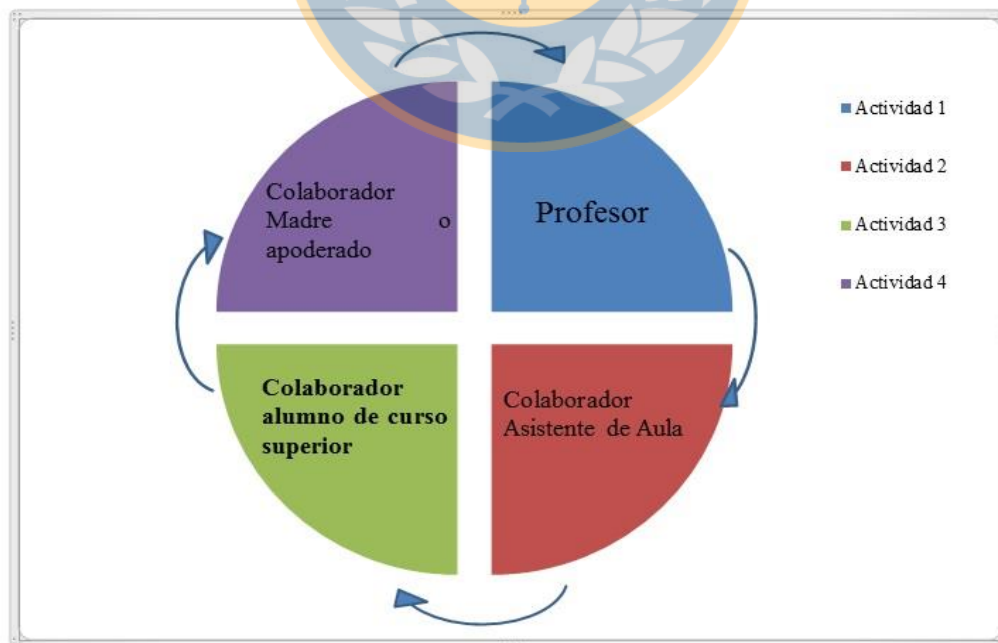 Colaborador
Madre o
apoderado
Profesor
Colaborador
alumno de curso
superior
Colaborador
Asistente de Aula
Actividad 1
Actividad 2
Actividad 3
Actividad 4